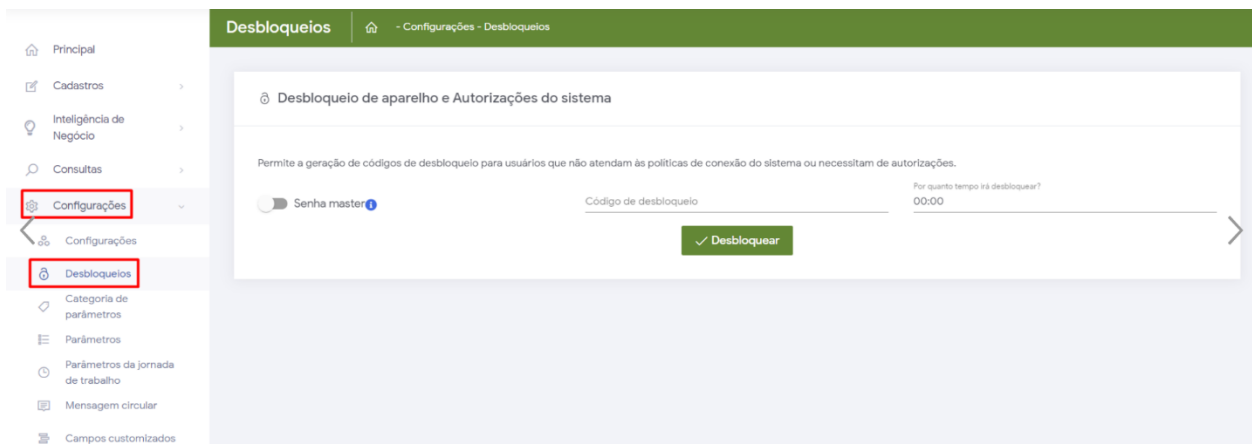 Desbloqueios
- Configurações - Desbloqueios
Principal
Cadastros
Inteligência de
Negócio
Consultas
Configurações
Configurações
Desbloqueios
Categoria de
parâmetros
Parâmetros
Parâmetros da jornada
de trabalho
Mensagem circular
Campos customizados
Desbloqueio de aparelho e Autorizações do sistema
Permite a geração de códigos de desbloqueio para usuários que não atendam às políticas de conexão do sistema ou necessitam de autorizações.
Senha master
Código de desbloqueio
Por quanto tempo irá desbloquear?
00:00
Desbloquear